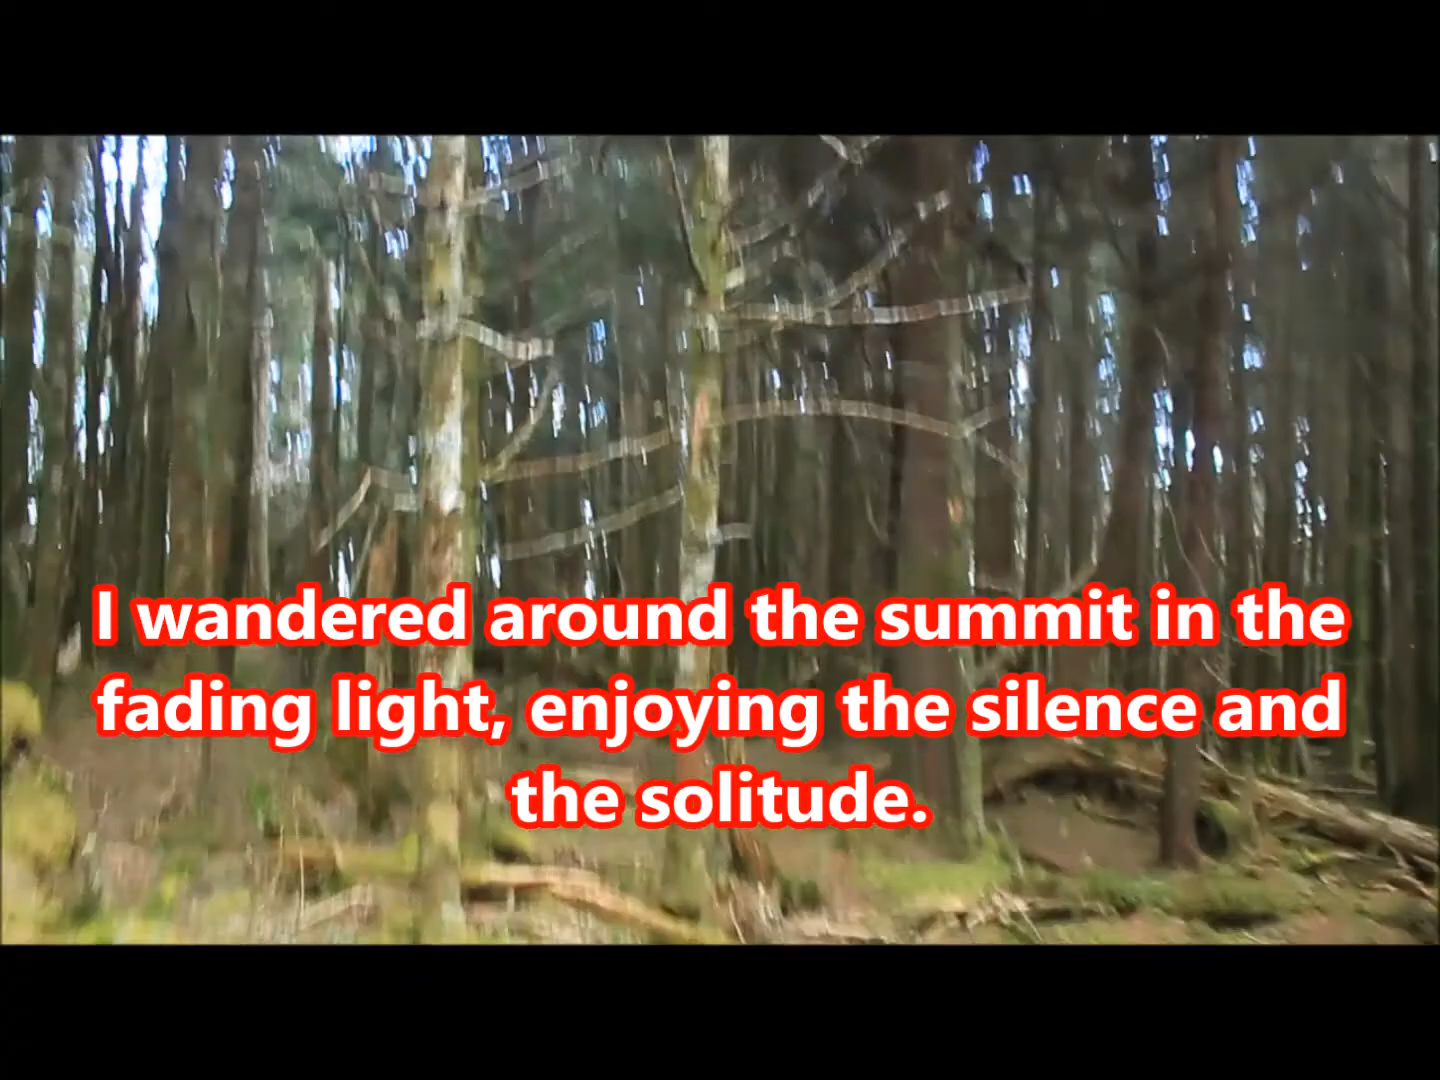 I wandered around the summit in the
fading light, enjoying the silence and
the solitude.